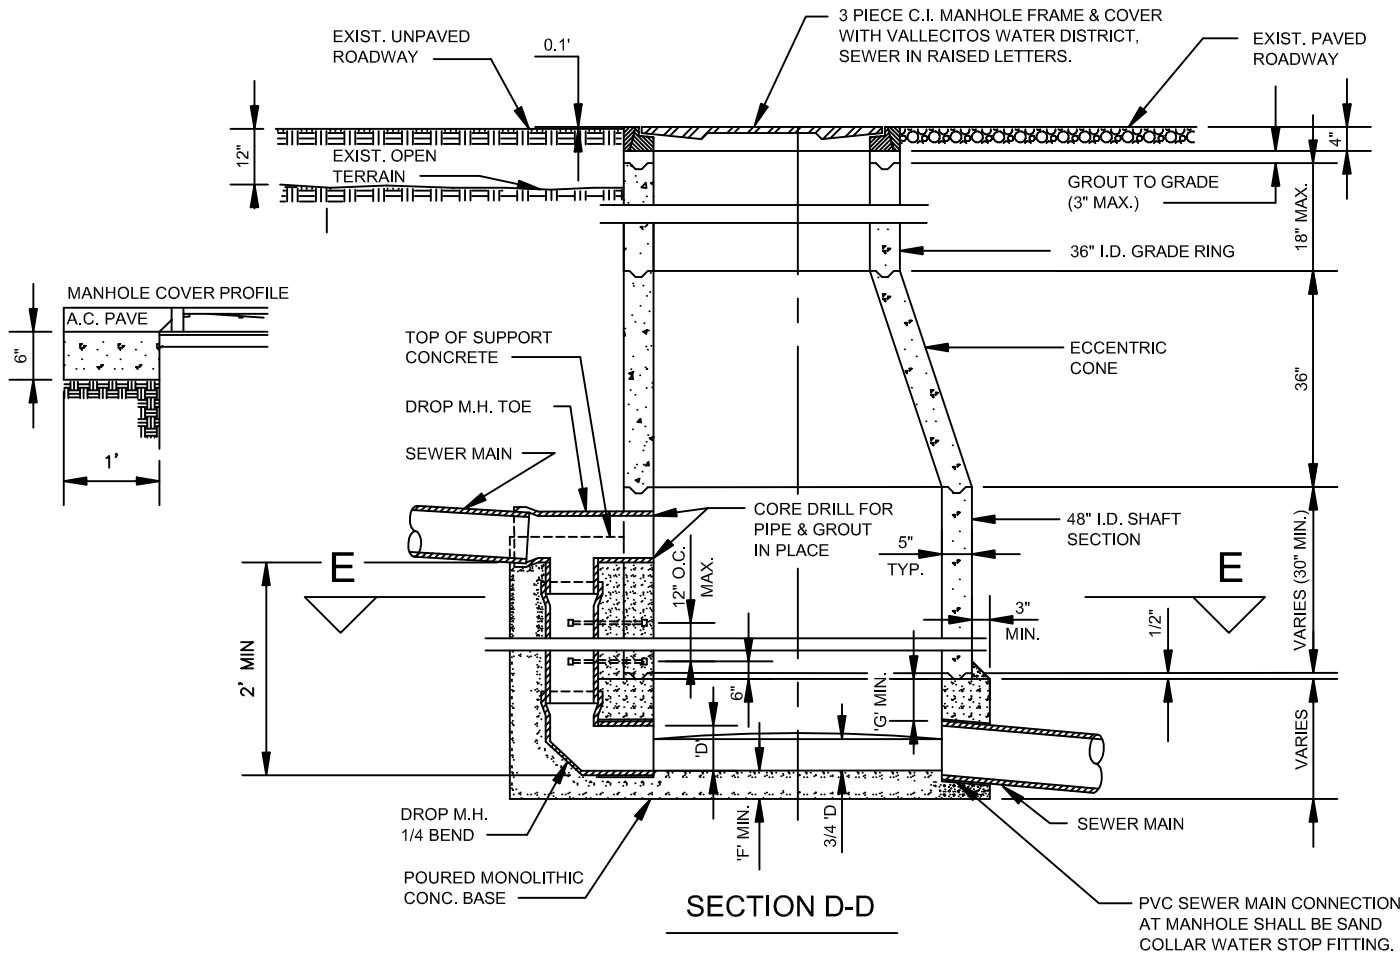 3 PIECE C.I. MANHOLE FRAME & COVER
WITH VALLECITOS WATER DISTRICT,
SEWER IN RAISED LETTERS.
EXIST. UNPAVED
ROADWAY
0.1'
EXIST. PAVED
ROADWAY
12"
EXIST. OPEN
TERRAIN
4"
GROUT TO GRADE
(3" MAX.)
18" MAX.
36" I.D. GRADE RING
MANHOLE COVER PROFILE
A.C. PAVE
6"
1'
TOP OF SUPPORT
CONCRETE
DROP M.H. TOE
SEWER MAIN
ECCENTRIC
CONE
36"
CORE DRILL FOR
PIPE & GROUT
IN PLACE
48" I.D. SHAFT
SECTION
5"
TYP.
E
E
12" O.C.
MAX.
3"
MIN.
1/2"
VARIES (30" MIN.)
2' MIN
6"
'G' MIN.
'D'
VARIES
DROP M.H.
1/4 BEND
'F' MIN.
3/4 'D
SEWER MAIN
POURED MONOLITHIC
CONC. BASE
SECTION D-D
PVC SEWER MAIN CONNECTION
AT MANHOLE SHALL BE SAND
COLLAR WATER STOP FITTING.